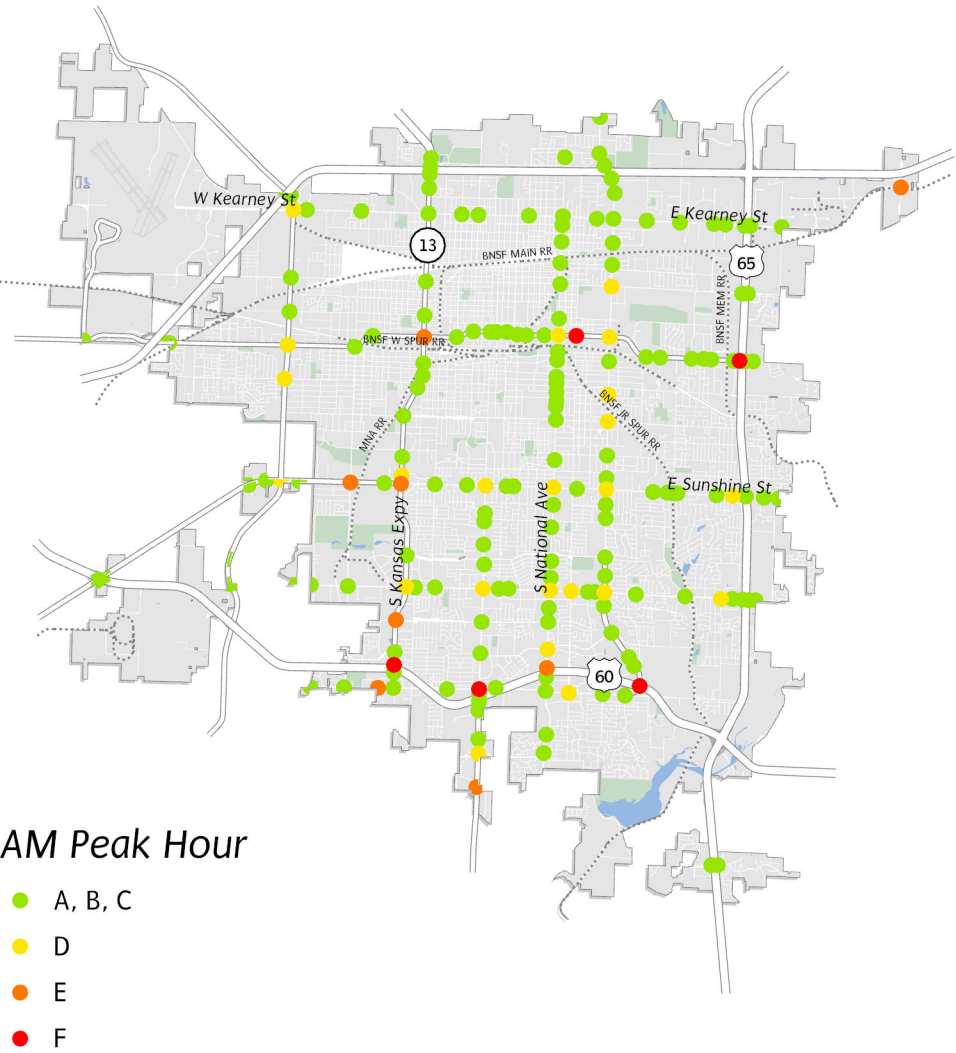 W Kearney St
E Kearney St
13
BNSF MAIN RR
65
BNSF MEM RR
BNSF W SPUR RR
BNSF JR SPUR RR
MNA RR
E Sunshine St
S Kansas Expy
S National Ave
60
AM Peak Hour
A, B, C
D
E
F